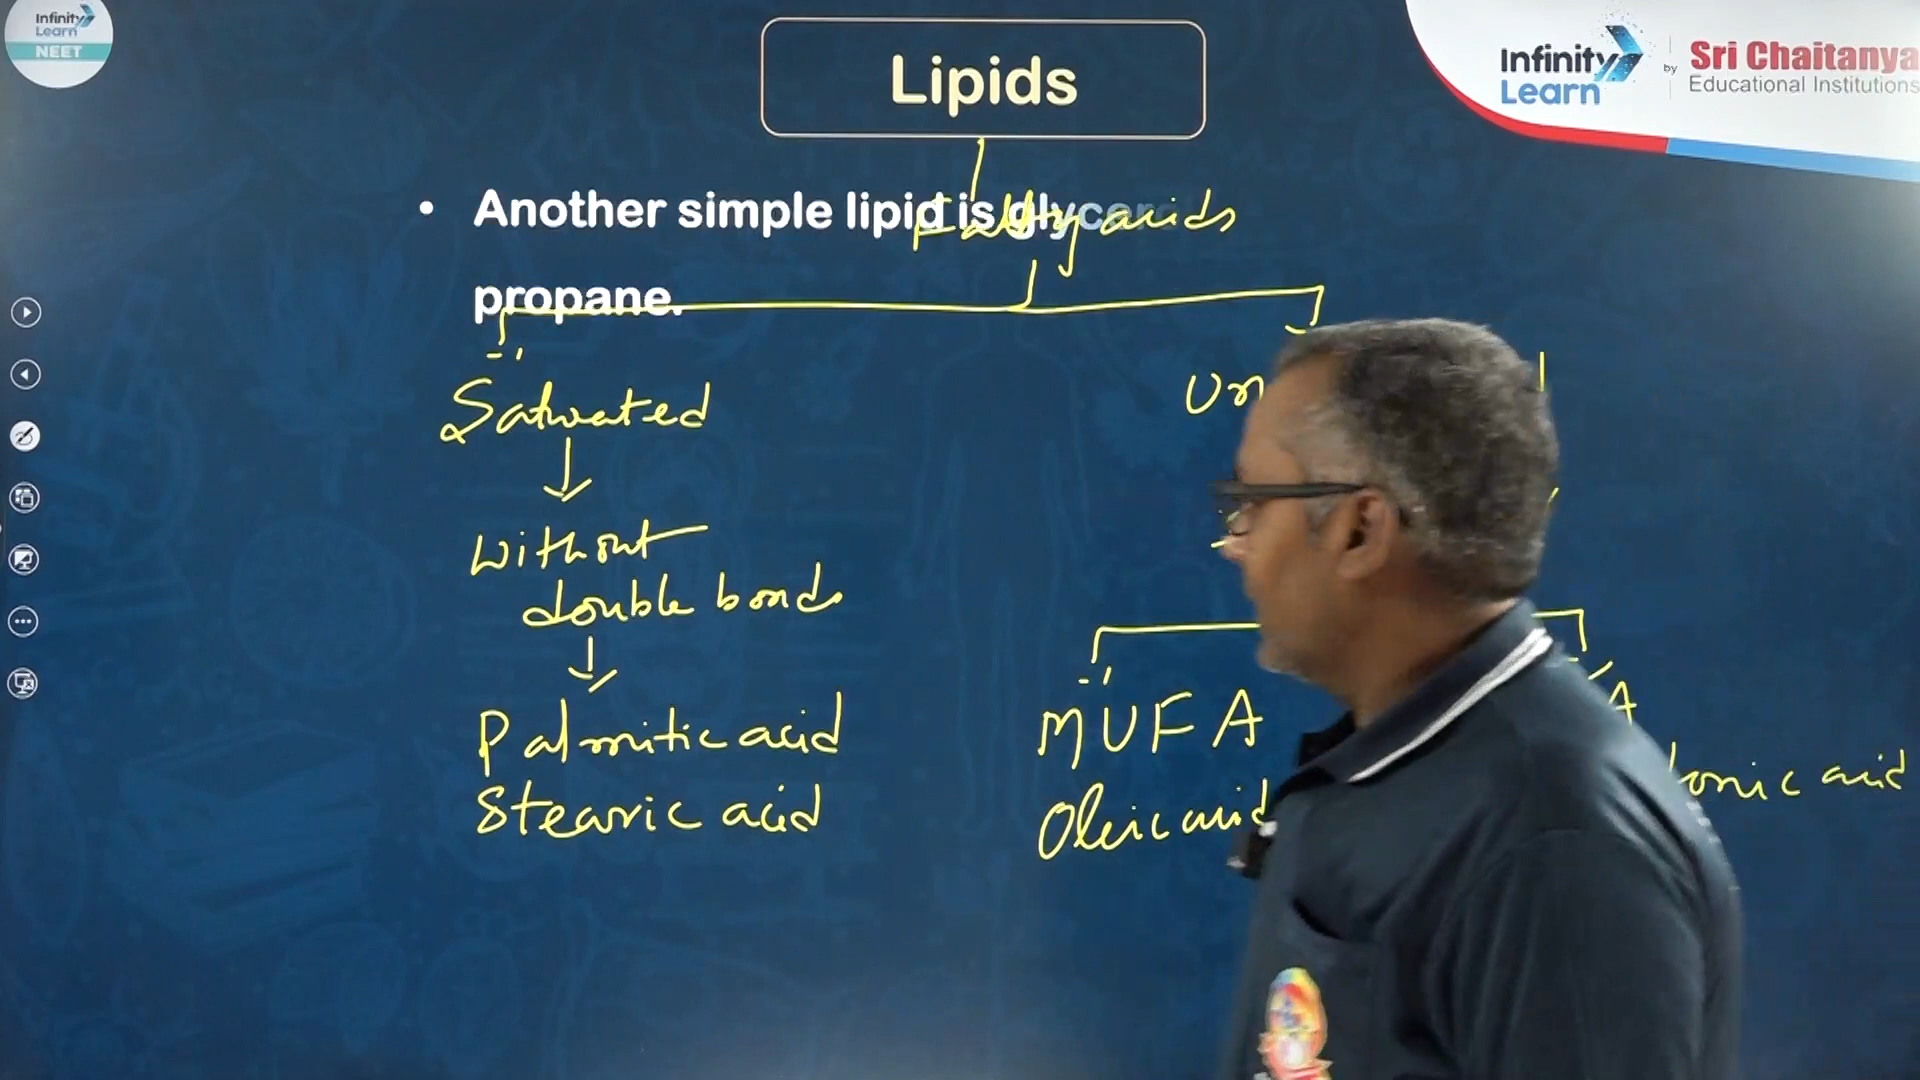 Infinity
Learn
NEET
Lipids
Infinity
Learn
by
Sri Chaitanya
Educational Institutions
Another simple lipid is
Fatty acids
propane.
Saturated
Without
double bonds
MUFA
Palmitic acid
Oleic acid
Stearic acid
acid